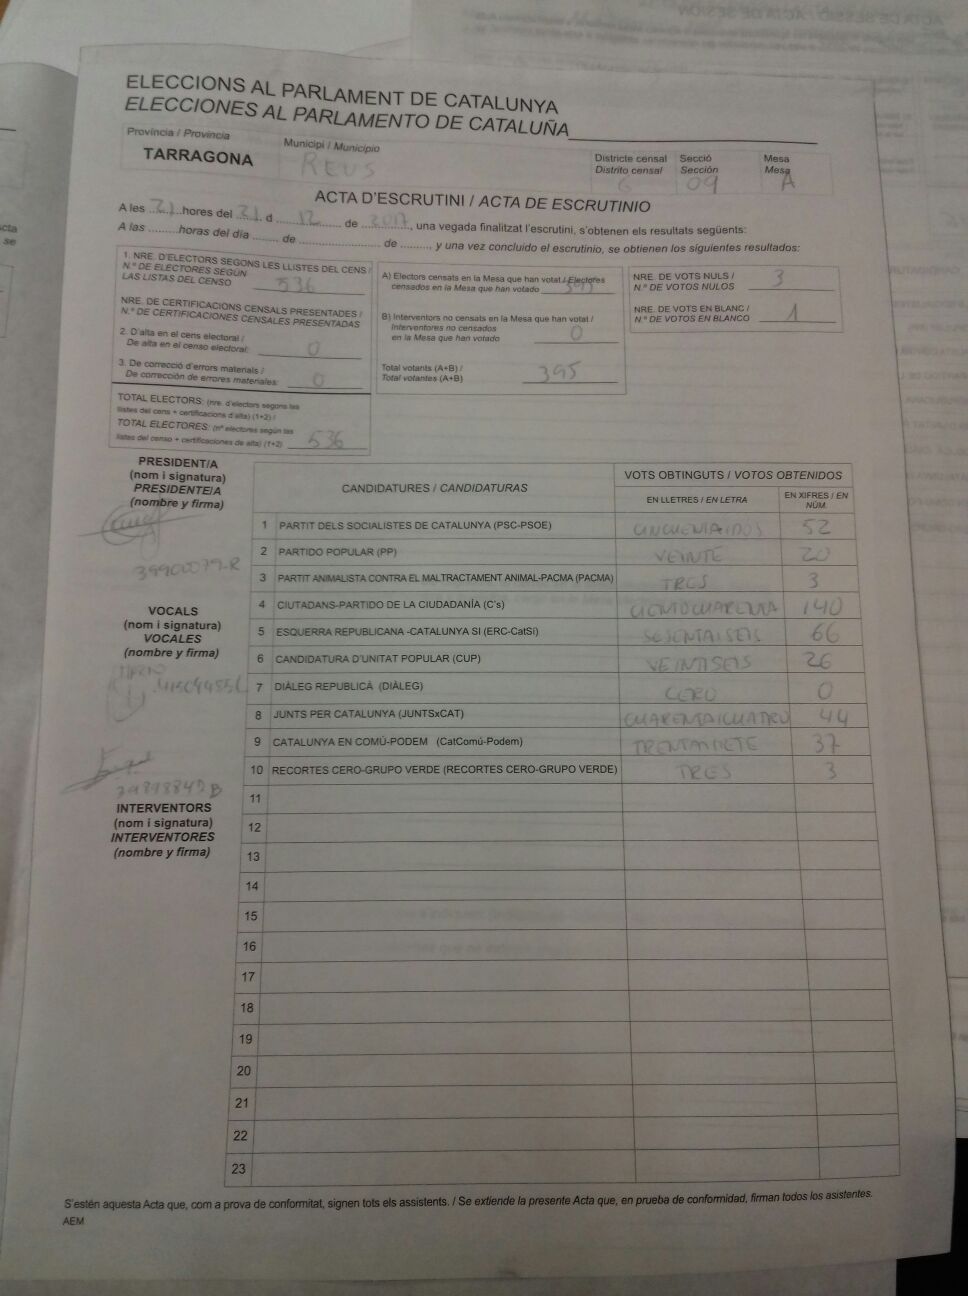 ELECCIONS AL PARLAMENT DE CATALUNYA
ELECCIONES AL PARLAMENTO DE CATALUÑA
Província / Provincia
TARRAGONA
Municipi / Municipio
REUS
Districte censal
Distrito censal
6
Secció
Sección
09
Mesa
Mesa
A
ACTA D'ESCRUTINI / ACTA DE ESCRUTINIO
A les 21 hores del 21 d 12 de 2017, una vegada finalitzat l'escrutini, s'obtenen els resultats següents:
A las ......... horas del día ........ de ........................ de ........., y una vez concluido el escrutinio, se obtienen los siguientes resultados:
1. NRE. D'ELECTORS SEGONS LES LLISTES DEL CENS /
N.º DE ELECTORES SEGÚN
LAS LISTAS DEL CENSO 536
NRE. DE CERTIFICACIONS CENSALS PRESENTADES /
N.º DE CERTIFICACIONES CENSALES PRESENTADAS
2. D'alta en el cens electoral /
De alta en el censo electoral: 0
3. De correcció d'errors materials /
De corrección de errores materiales: 0
TOTAL ELECTORS: (nre. d'electors segons les
llistes del cens + certificacions d'alta) (1+2) /
TOTAL ELECTORES: (nº electores según las
listas del censo + certificaciones de alta) (1+2) 536
A) Electors censats en la Mesa que han votat / Electores
censados en la Mesa que han votado 395
B) Interventors no censats en la Mesa que han votat /
Interventores no censados
en la Mesa que han votado 0
Total votants (A+B) /
Total votantes (A+B) 395
NRE. DE VOTS NULS /
N.º DE VOTOS NULOS 3
NRE. DE VOTS EN BLANC /
N.º DE VOTOS EN BLANCO 1
PRESIDENT/A
(nom i signatura)
PRESIDENTE/A
(nombre y firma)
39900079-R
VOCALS
(nom i signatura)
VOCALES
(nombre y firma)
39898842B
INTERVENTORS
(nom i signatura)
INTERVENTORES
(nombre y firma)
CANDIDATURES / CANDIDATURAS
VOTS OBTINGUTS / VOTOS OBTENIDOS
EN LLETRES / EN LETRA
EN XIFRES / EN
NÚM.
1 PARTIT DELS SOCIALISTES DE CATALUNYA (PSC-PSOE) CINCUENTAIDOS 52
2 PARTIDO POPULAR (PP) VEINTE 20
3 PARTIT ANIMALISTA CONTRA EL MALTRACTAMENT ANIMAL-PACMA (PACMA) TRES 3
4 CIUTADANS-PARTIDO DE LA CIUDADANÍA (C's) CIENTOCUARENTA 140
5 ESQUERRA REPUBLICANA -CATALUNYA SI (ERC-CatSí) SESENTAISEIS 66
6 CANDIDATURA D'UNITAT POPULAR (CUP) VEINTISEIS 26
7 DIÀLEG REPUBLICÀ (DIÀLEG) CERO 0
8 JUNTS PER CATALUNYA (JUNTSxCAT) CUARENTAICUATRO 44
9 CATALUNYA EN COMÚ-PODEM (CatComú-Podem) TRENTAISIETE 37
10 RECORTES CERO-GRUPO VERDE (RECORTES CERO-GRUPO VERDE) TRES 3
11
12
13
14
15
16
17
18
19
20
21
22
23
S'estén aquesta Acta que, com a prova de conformitat, signen tots els assistents. / Se extiende la presente Acta que, en prueba de conformidad, firman todos los asistentes.
AEM